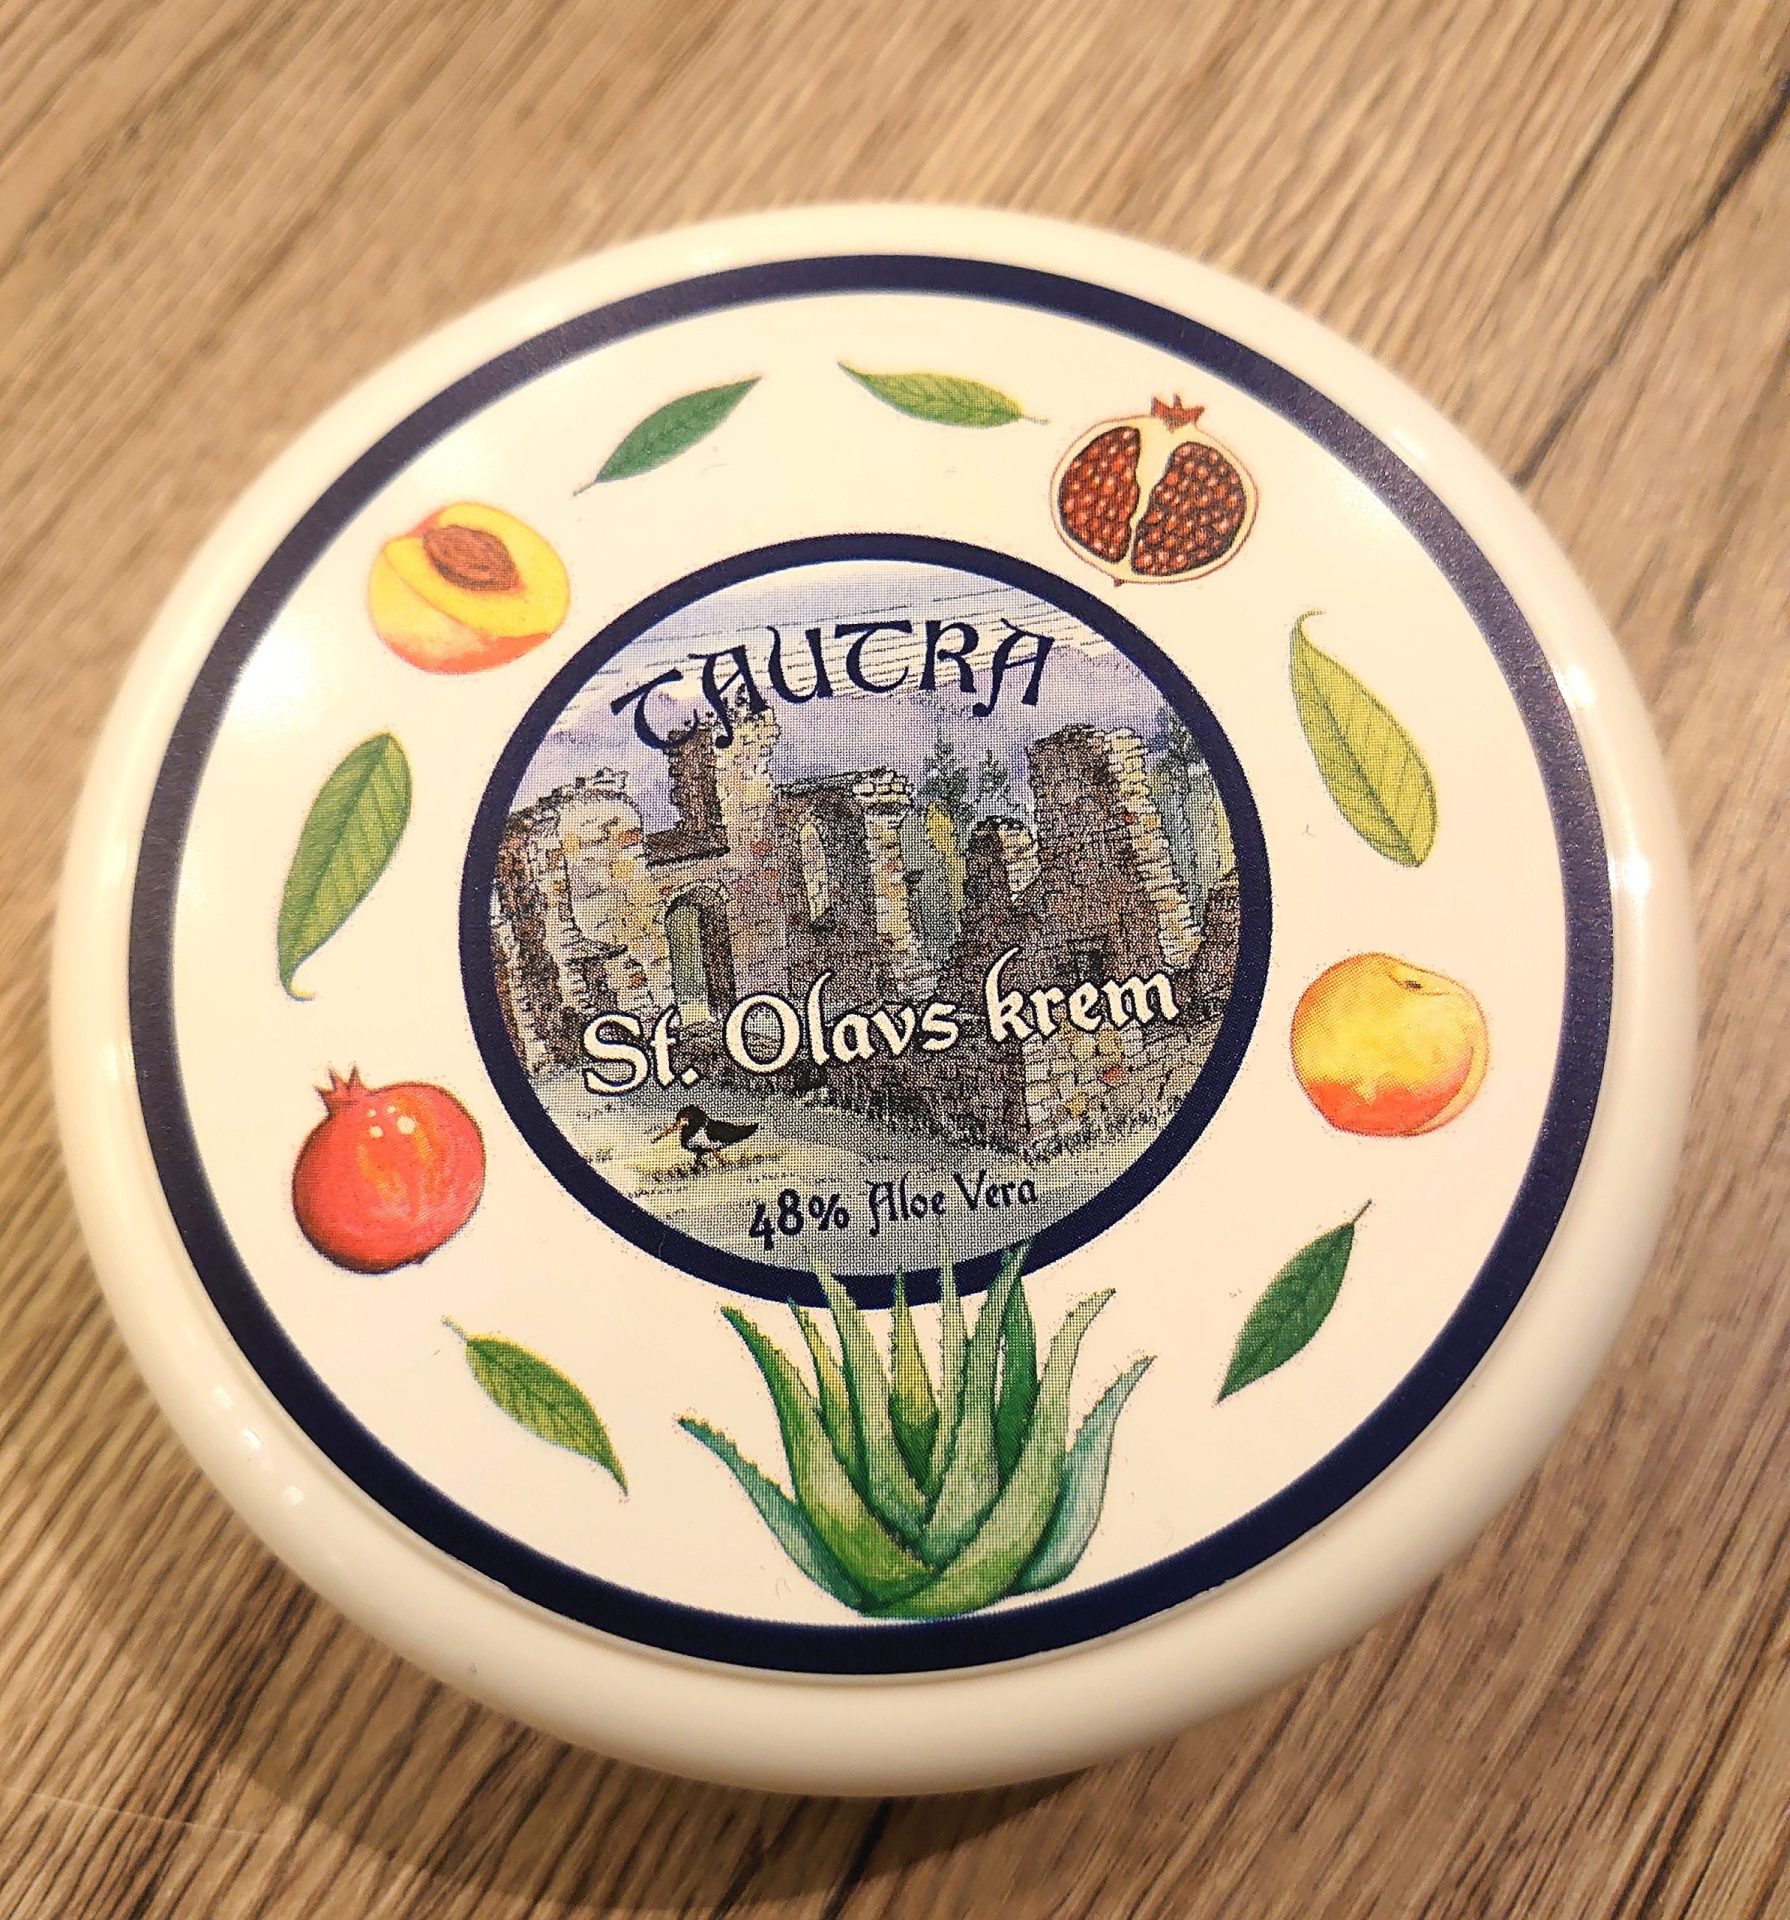 TAUTRA
St. Olavs krem
48% Aloe Vera